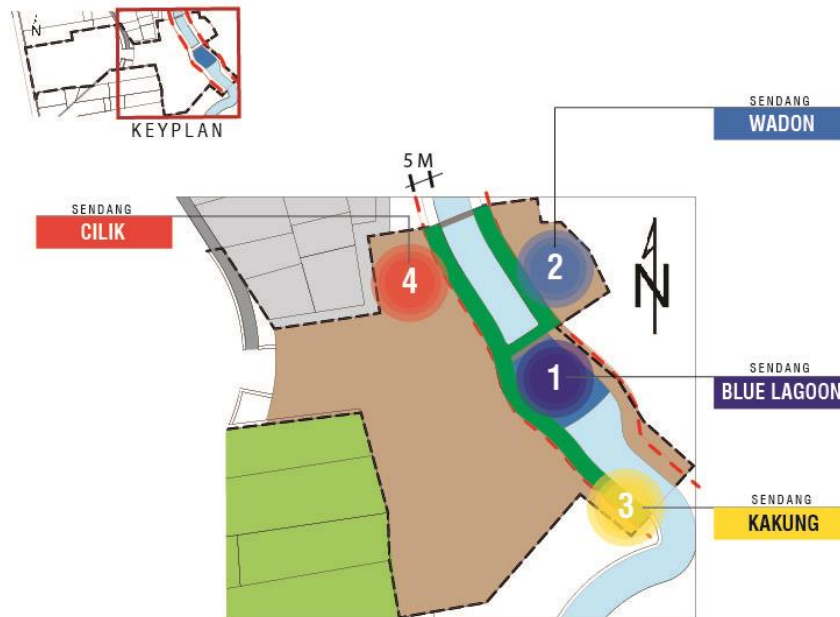 N
KEYPLAN
SENDANG
WADON
5 M
SENDANG
CILIK
4
2
N
1
SENDANG
BLUE LAGOON
3
SENDANG
KAKUNG